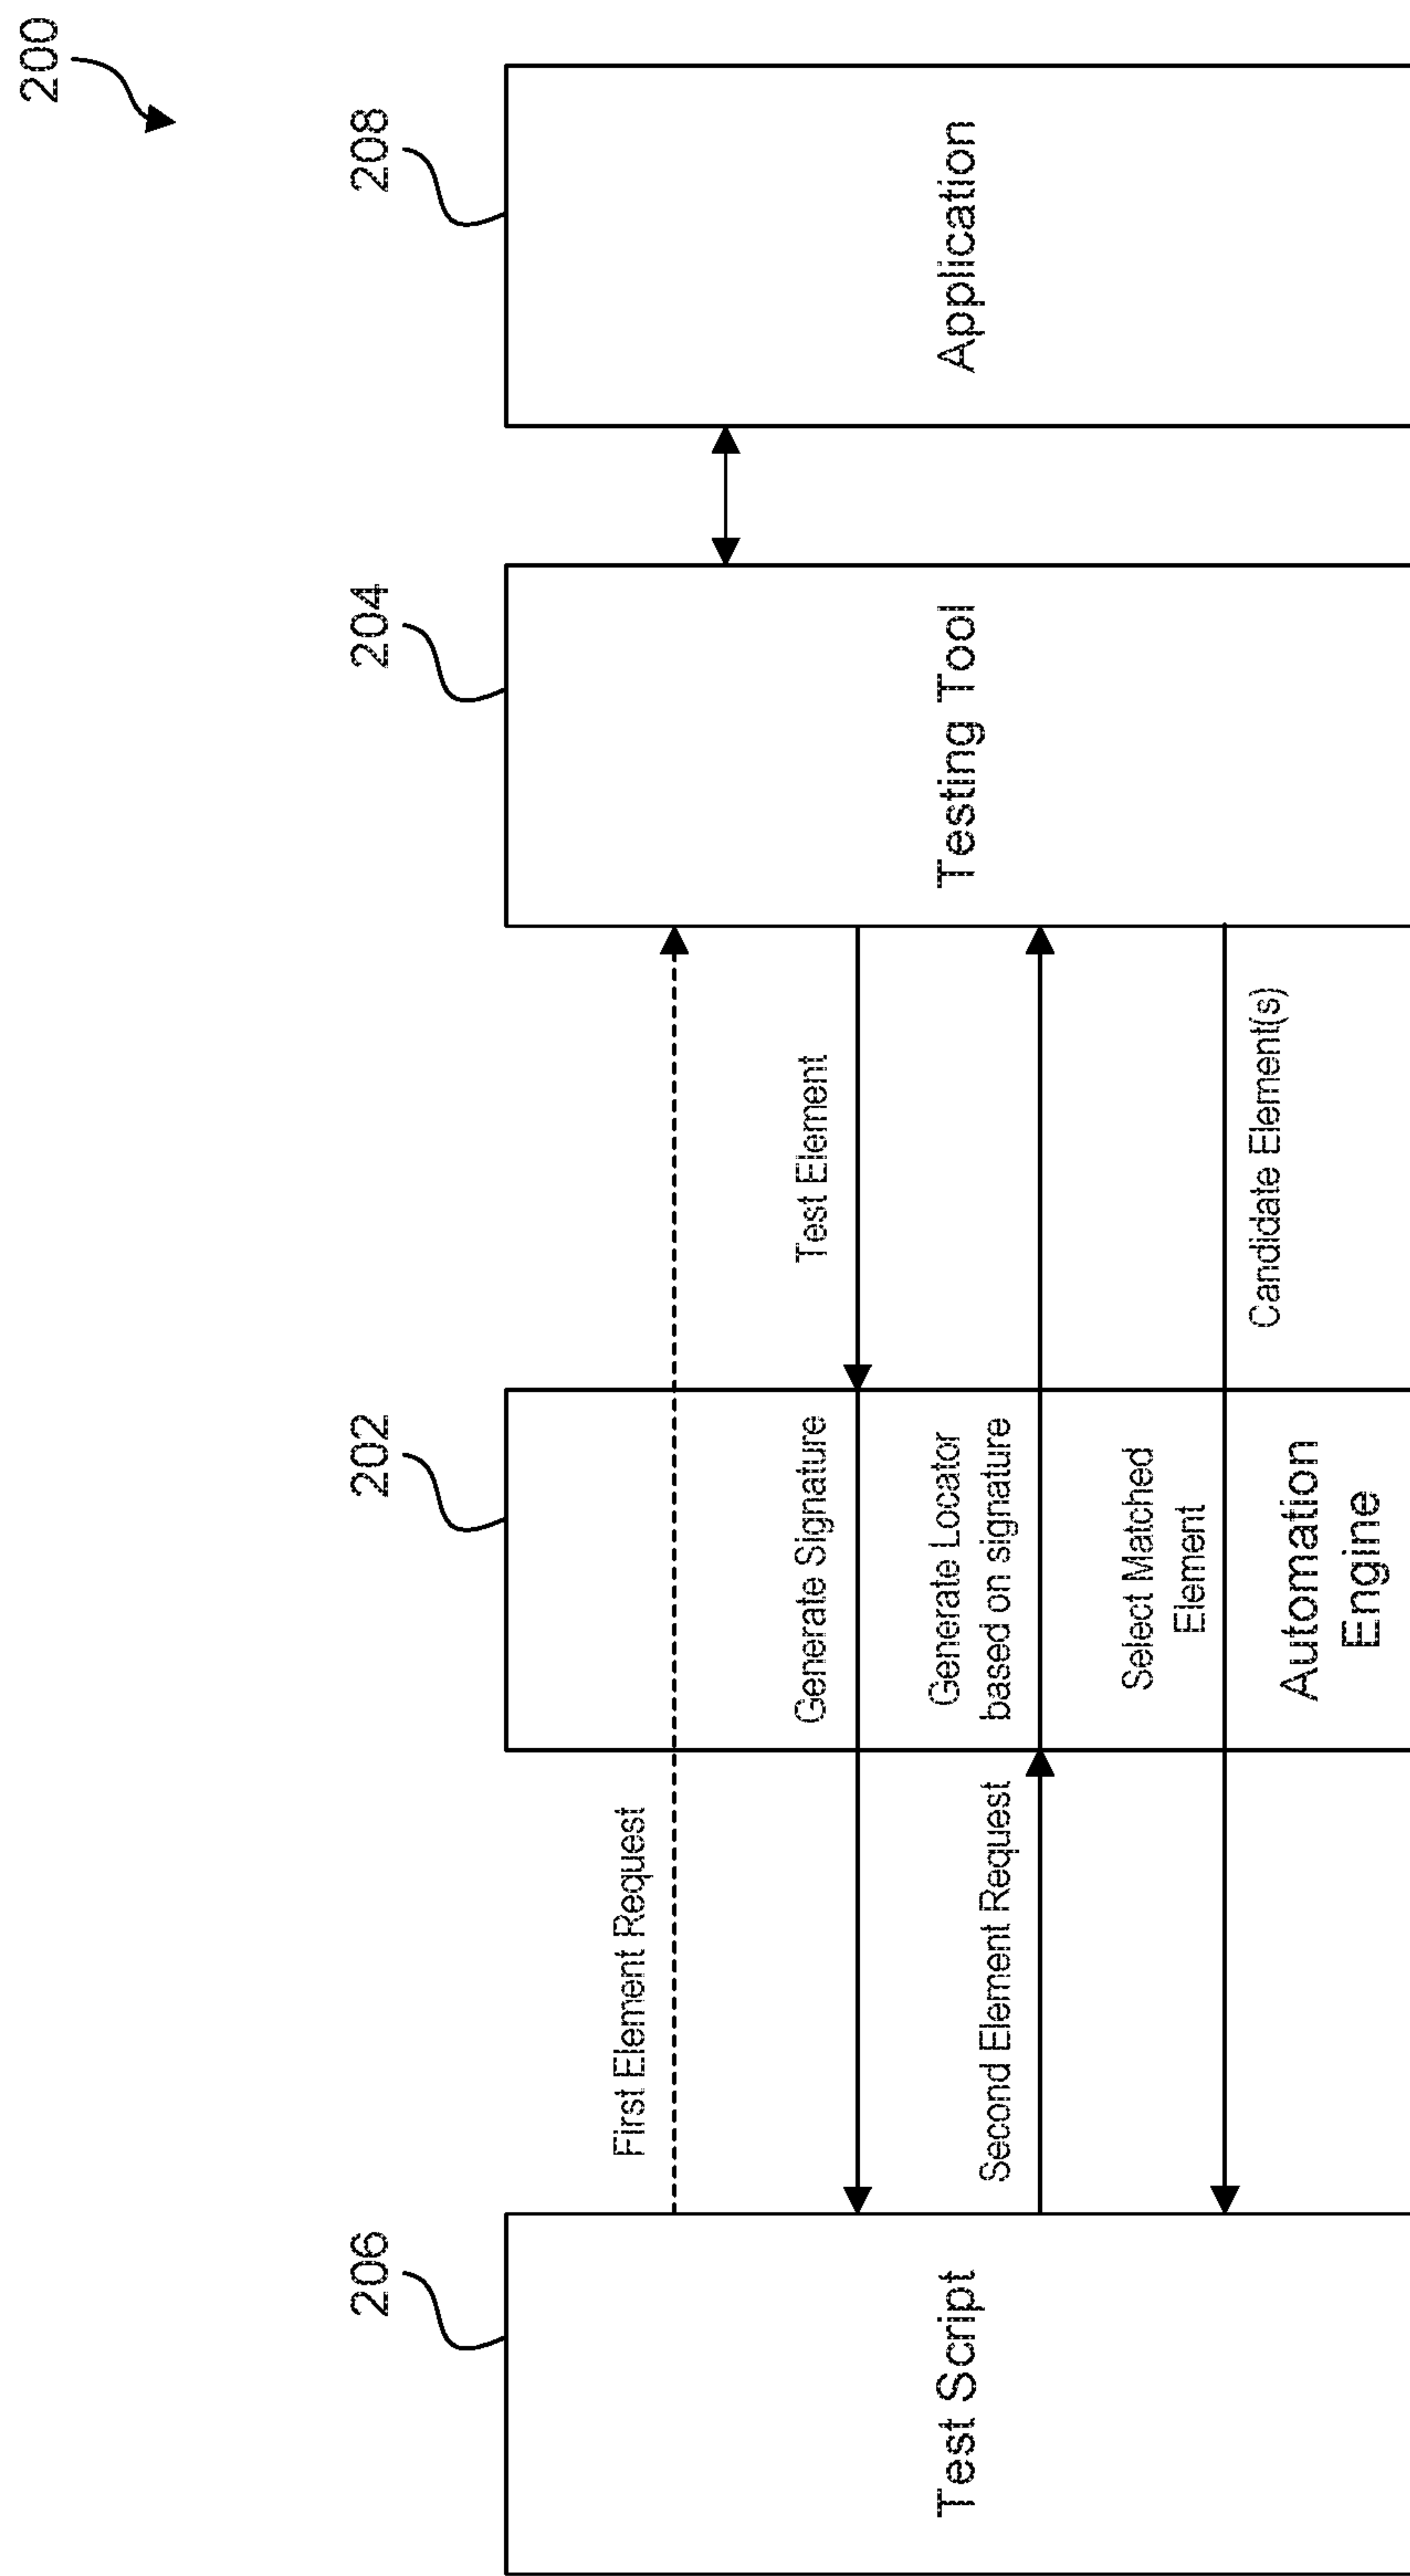 200
206
202
204
208
First Element Request
Test Element
Generate Signature
Test Script
Second Element Request
Generate Locator
based on signature
Testing Tool
Application
Select Matched
Element
Candidate Element(s)
Automation
Engine